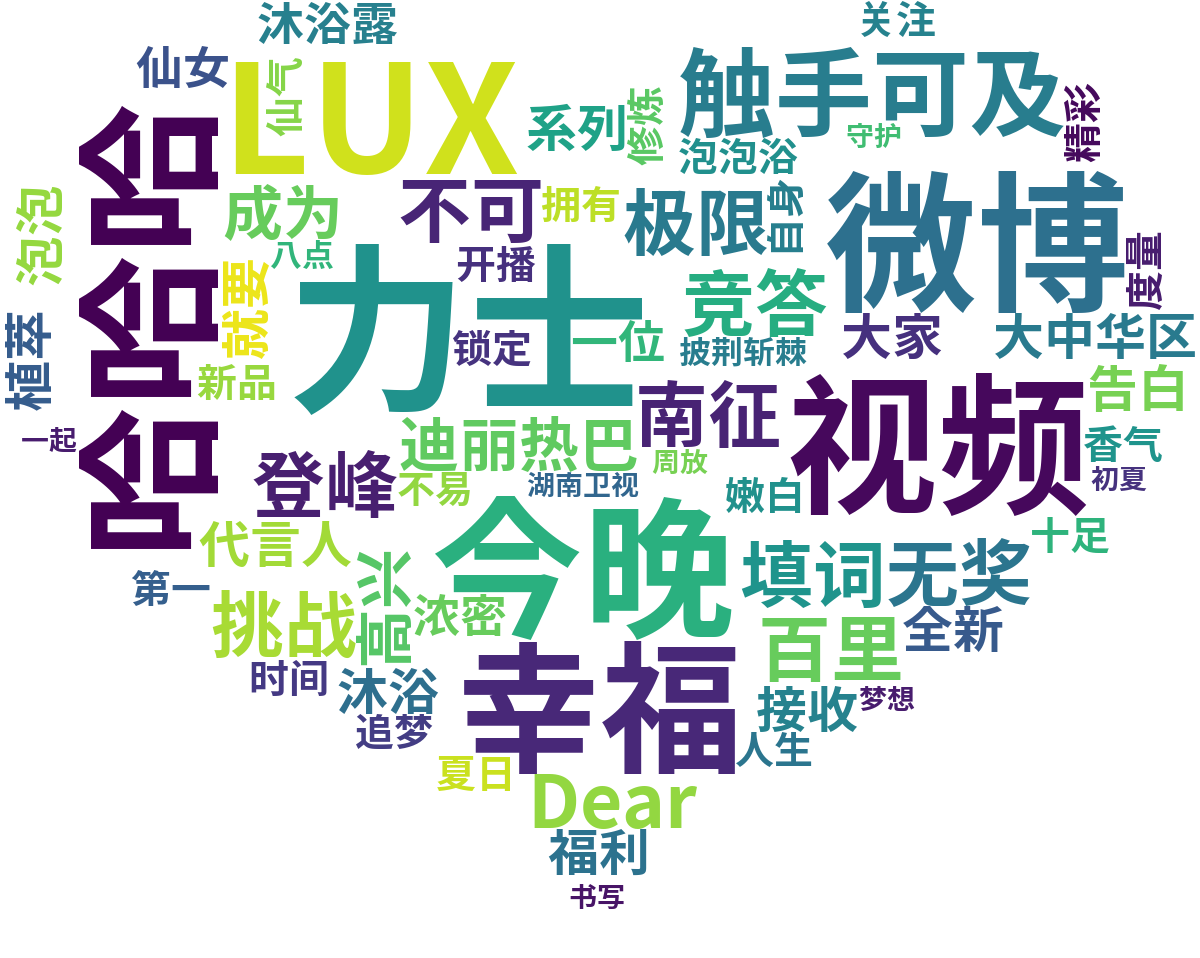 沐浴露
关注
仙女
LUX
仙气
触手可及
哈哈哈
系列
修炼
精彩
守护
泡泡浴
泡泡
成为
不可
拥有
极限
自身
微博
八点
开播
力士
就要
竞答
度量
植萃
锁定
一位
披荆斩棘
大家
大中华区
新品
南征
视频
告白
一起
迪丽热巴
香气
登峰
周放
不易
湖南卫视
嫩白
初夏
代言人
今晚
十足
第一
高兴
填词
无奖
挑战
浓密
百里
全新
时间
沐浴
幸福
接收
梦想
追梦
人生
夏日
Dear
福利
书写